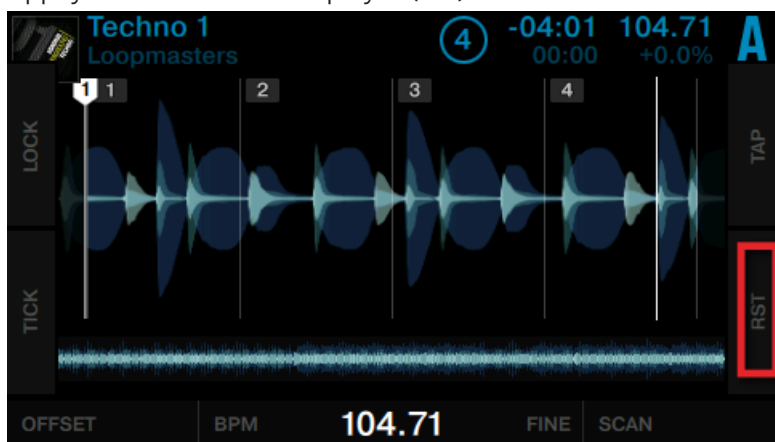 Techno 1
Loopmasters
4
-04:01
00:00
104.71
+0.0%
A
1 1 2 3 4
LOCK
TAP
TICK
RST
OFFSET BPM 104.71 FINE SCAN